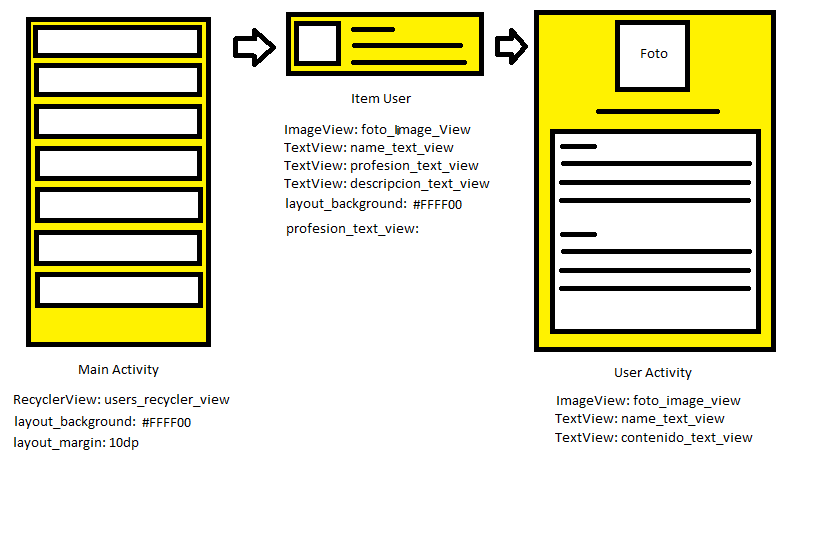 Foto
Item User
ImageView: foto_Image_View
TextView: name_text_view
TextView: profesion_text_view
TextView: descripcion_text_view
layout_background: #FFFF00
profesion_text_view:
Main Activity
RecyclerView: users_recycler_view
layout_background: #FFFF00
layout_margin: 10dp
User Activity
ImageView: foto_image_view
TextView: name_text_view
TextView: contenido_text_view